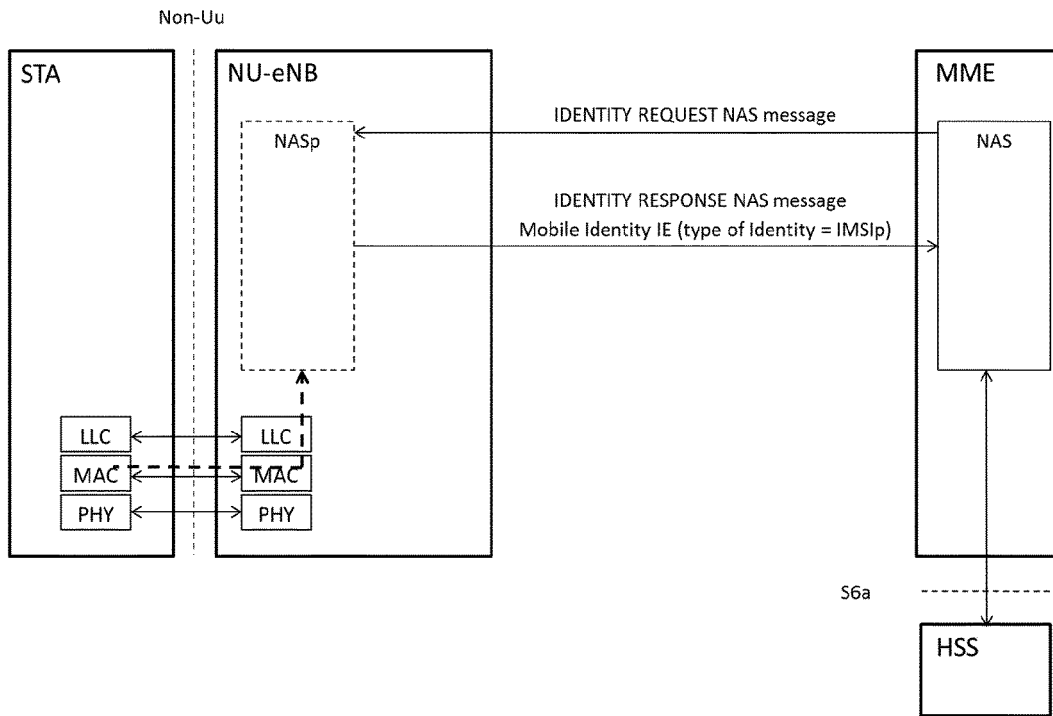 Non-Uu
STA
NU-eNB
MME
IDENTITY REQUEST NAS message
NASp
NAS
IDENTITY RESPONSE NAS message
Mobile Identity IE (type of Identity = IMSIp)
LLC
LLC
MAC
MAC
PHY
PHY
S6a
HSS